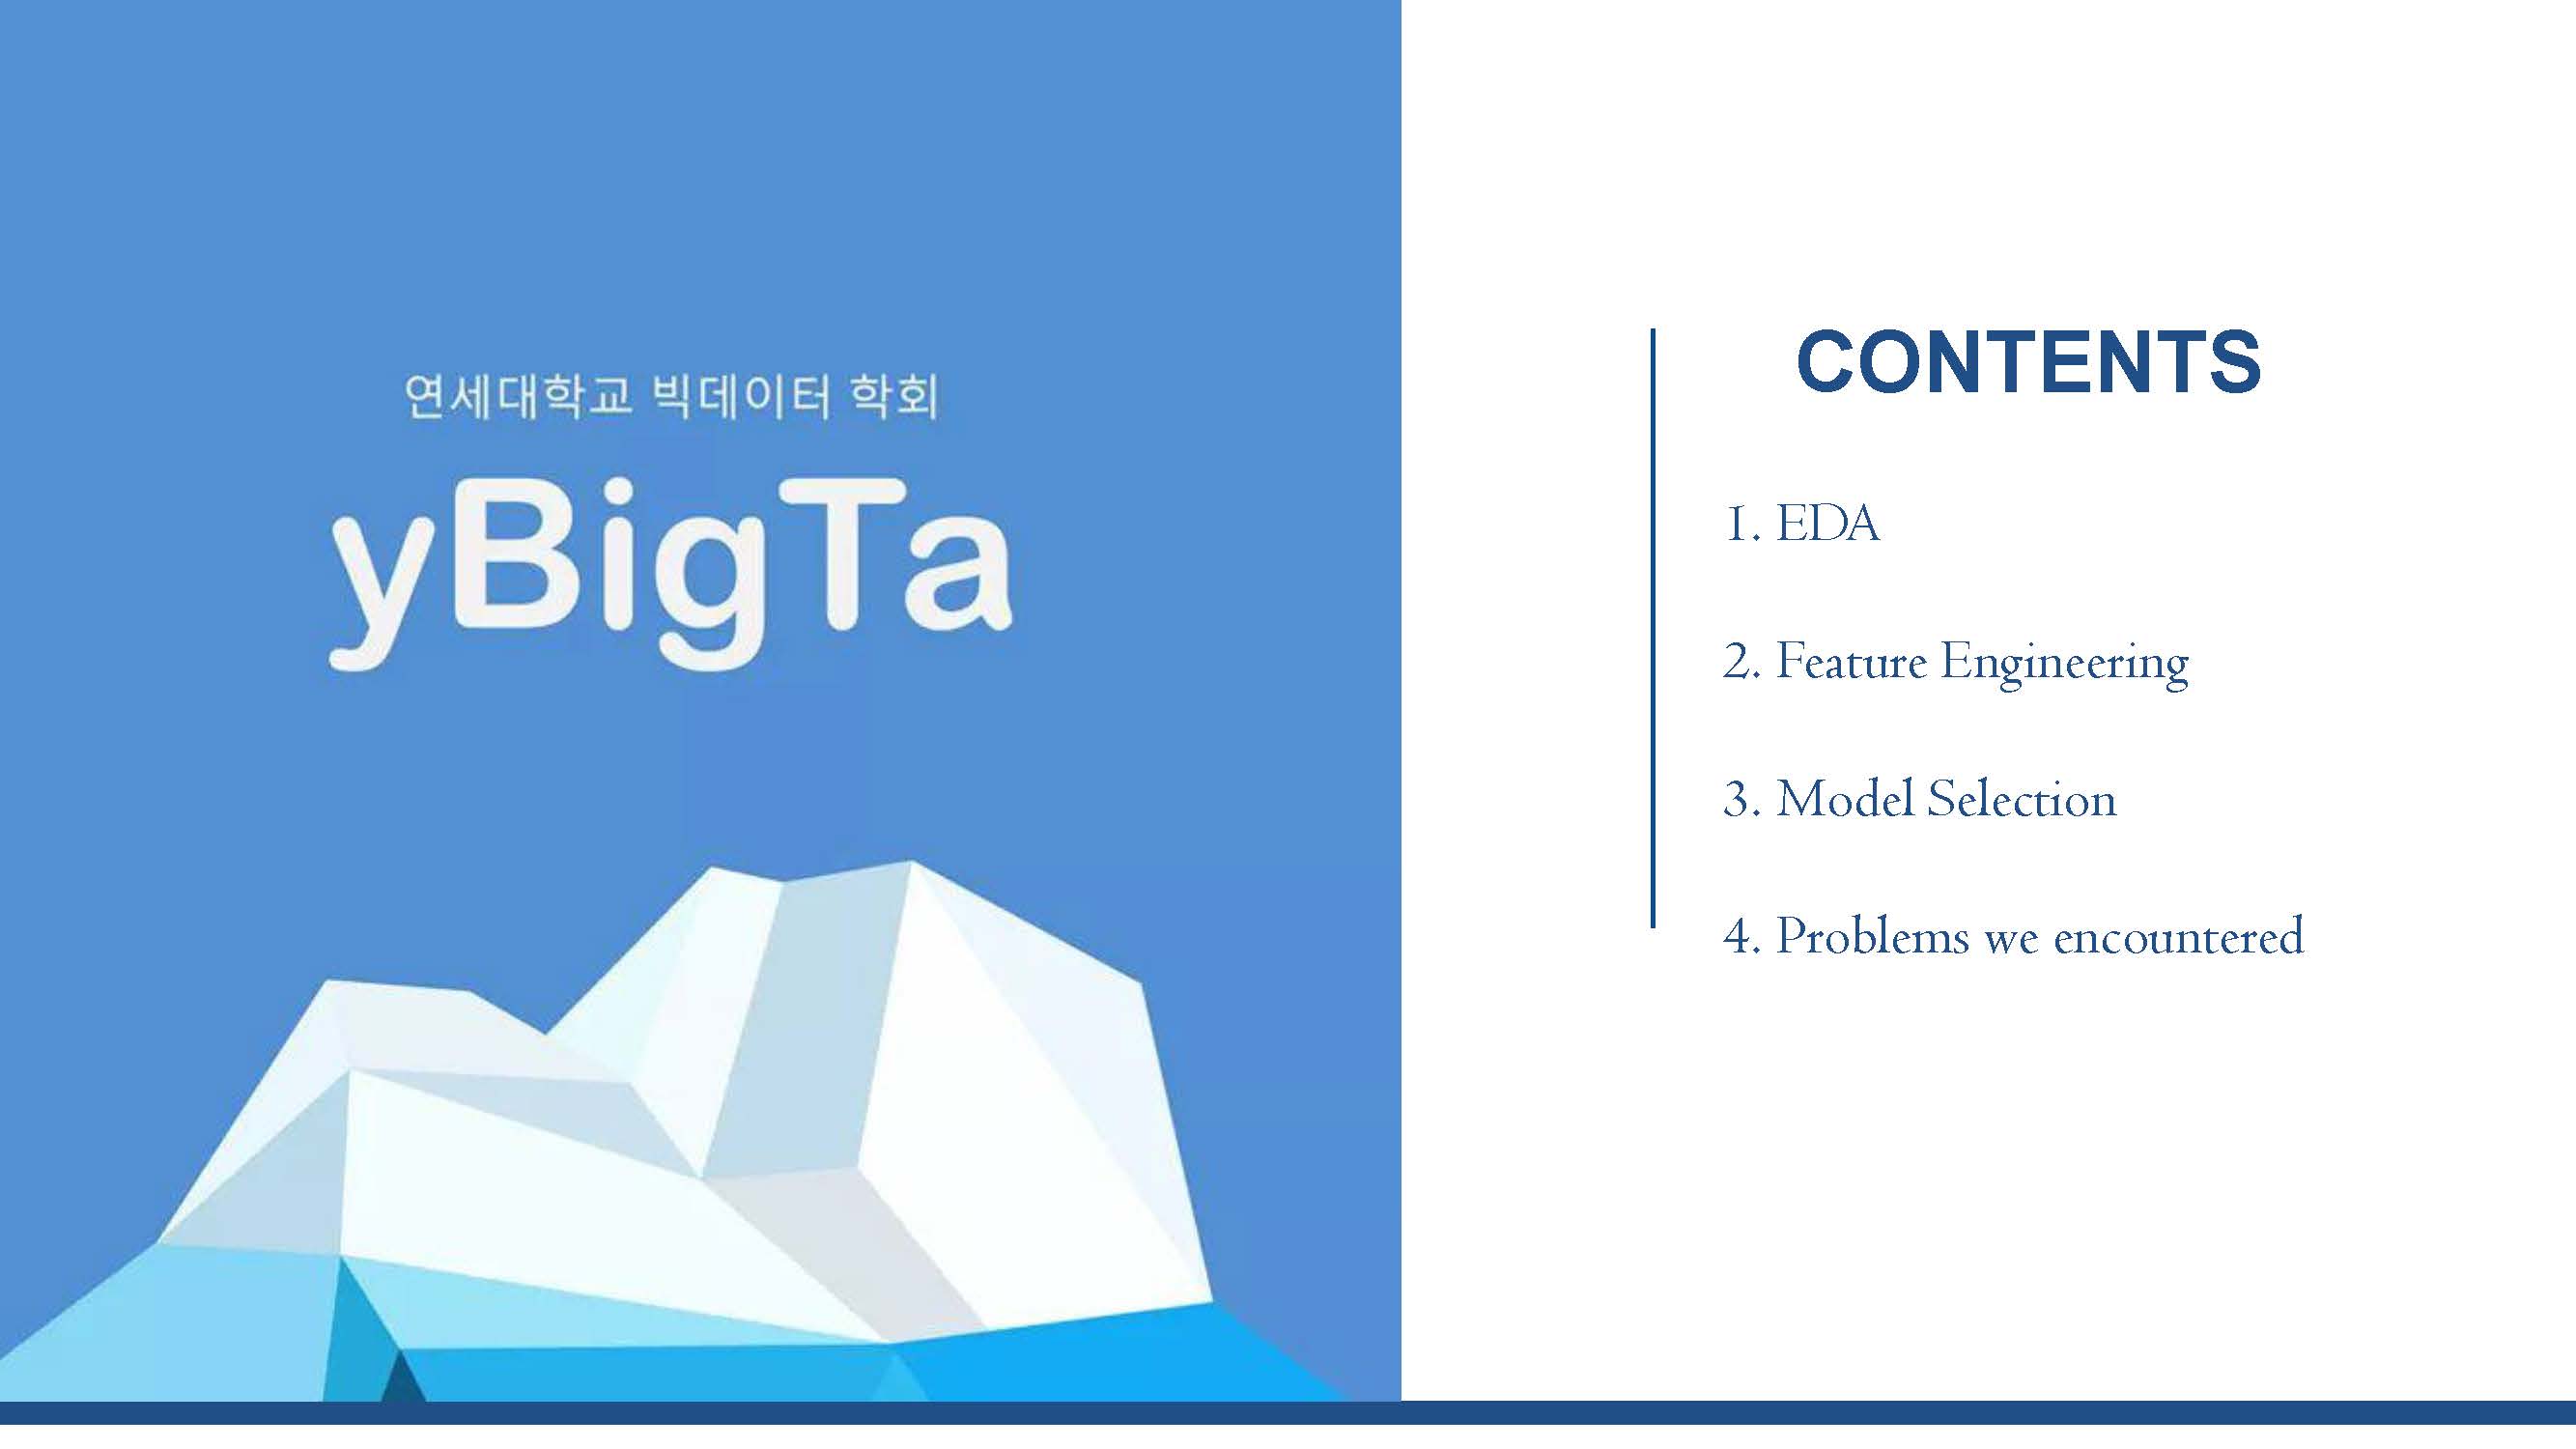 연세대학교 빅데이터 학회
yBigTa
CONTENTS
1. EDA
2. Feature Engineering
3. Model Selection
4. Problems we encountered